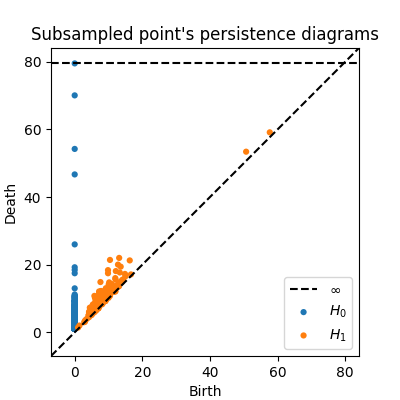 Subsampled point's persistence diagrams
80
60
40
20
0
Death
0 20 40 60 80
Birth
∞
H₀
H₁